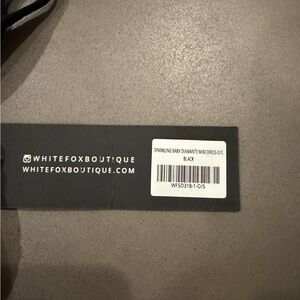 WHITEFOXBOUTIQUE
WHITEFOXBOUTIQUE.COM
SPARKLING BABY DIAMANTE MINI DRESS-O/S
BLACK
WFSD318-1-O/S